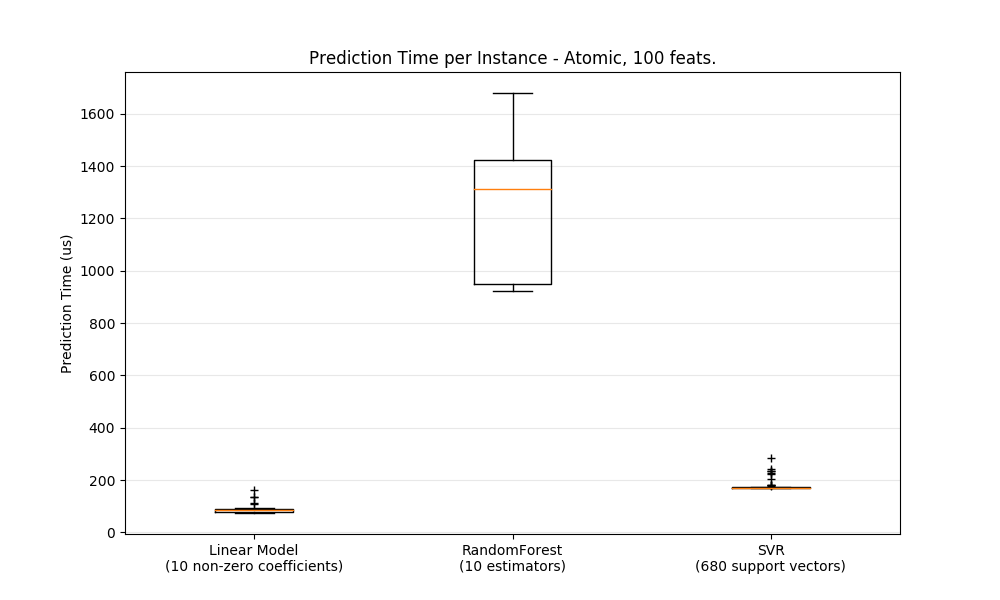 Prediction Time per Instance - Atomic, 100 feats.
Prediction Time (us)
1600
1400
1200
1000
800
600
400
200
0
Linear Model
(10 non-zero coefficients)
RandomForest
(10 estimators)
SVR
(680 support vectors)